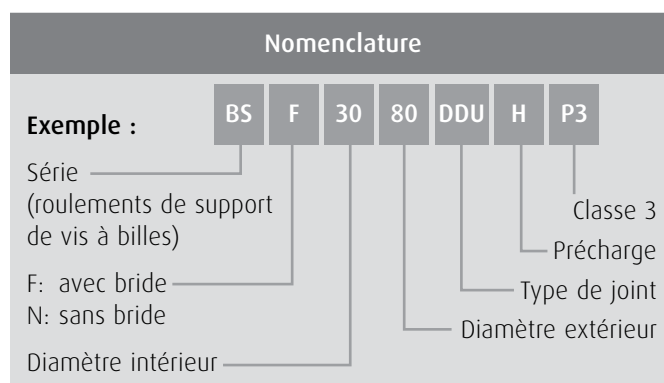 Nomenclature
Exemple :
BS F 30 80 DDU H P3
Série
(roulements de support
de vis à billes)
F: avec bride
N: sans bride
Diamètre intérieur
Classe 3
Précharge
Type de joint
Diamètre extérieur